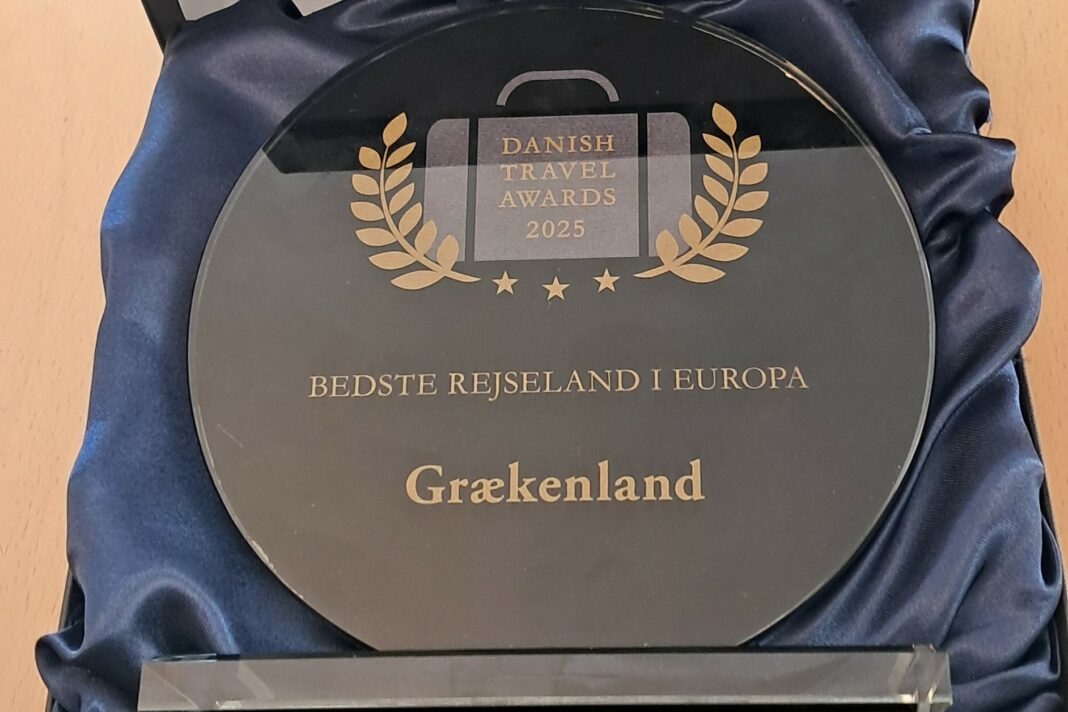 DANISH
TRAVEL
AWARDS
2025
BEDSTE REJSELAND I EUROPA
Grækenland